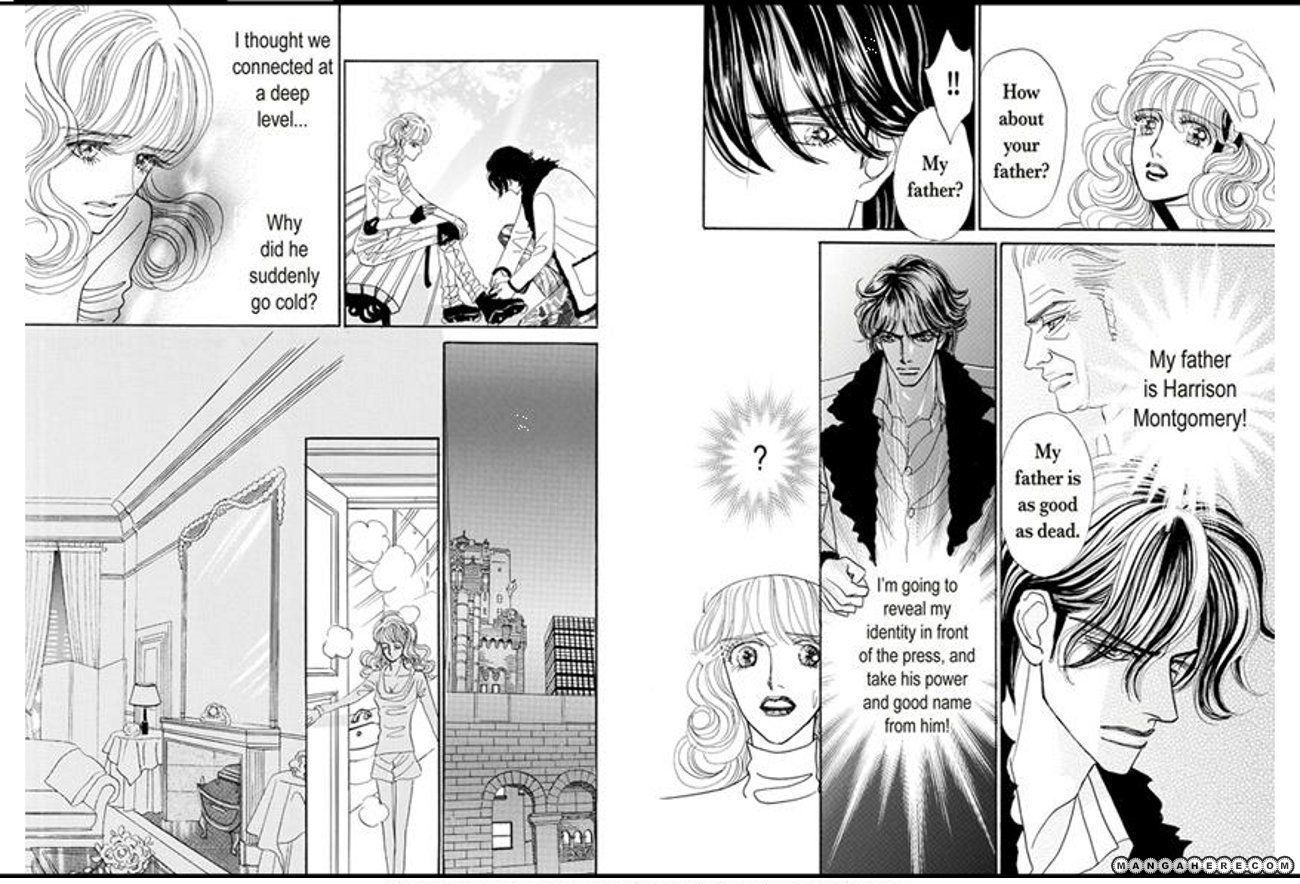 How
about
your
father?
!!
My
father?
My father
is Harrison
Montgomery!
My
father is
as good
as dead.
I'm going to
reveal my
identity in front
of the press, and
take his power
and good name
from him!
?
I thought we
connected at
a deep
level...
Why
did he
suddenly
go cold?
MANGAHERE.COM